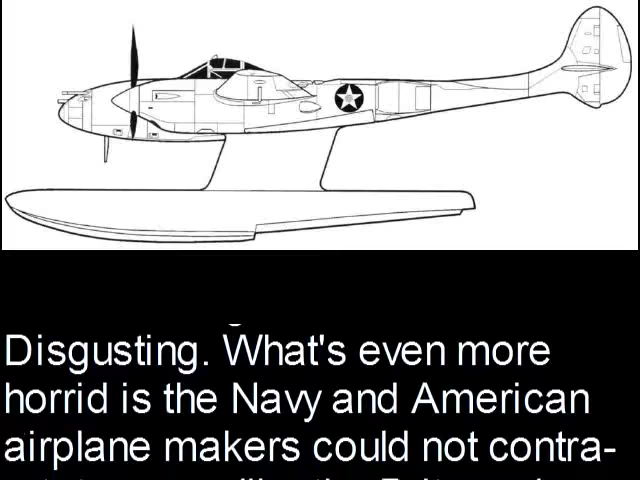 Disgusting. What's even more
horrid is the Navy and American
airplane makers could not contra-